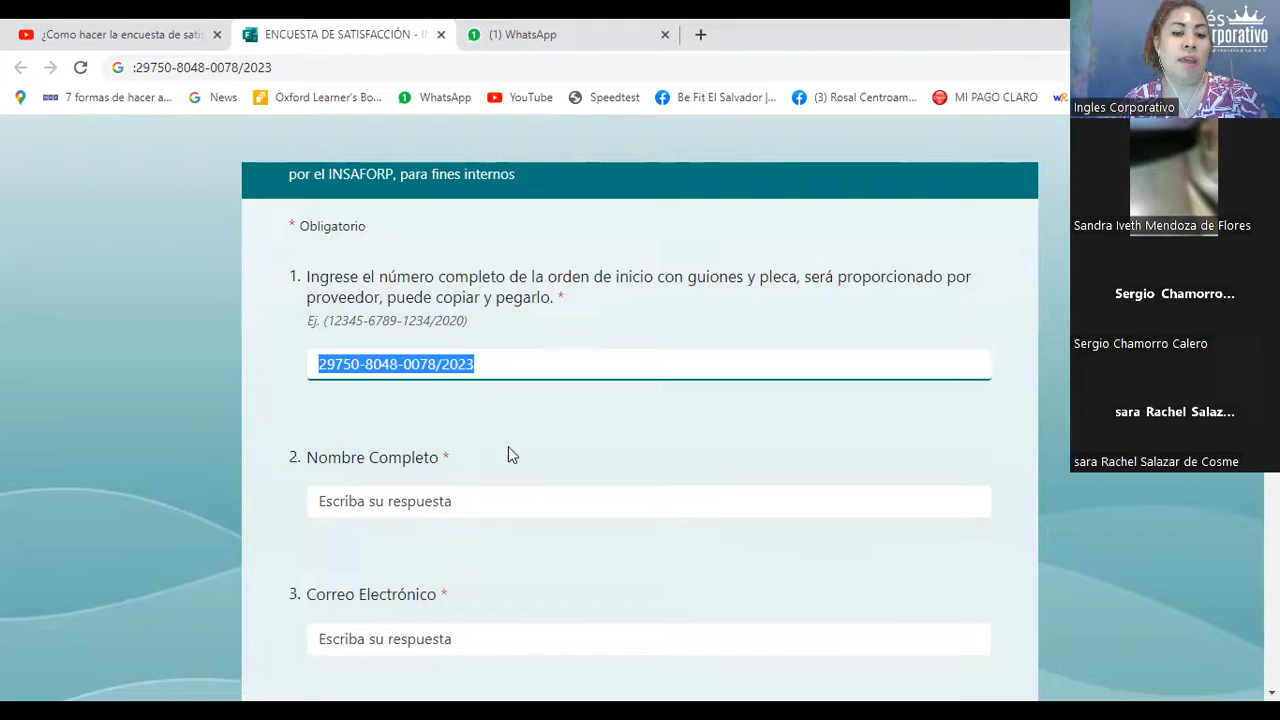 ¿Como hacer la encuesta de sati
ENCUESTA DE SATISFACCIÓN - I
(1) WhatsApp
:29750-8048-0078/2023
7 formas de hacer a...
News
Oxford Learner's Bo...
WhatsApp
YouTube
Speedtest
Be Fit El Salvador |...
(3) Rosal Centroam...
MI PAGO CLARO
por el INSAFORP, para fines internos
* Obligatorio
1. Ingrese el número completo de la orden de inicio con guiones y pleca, será proporcionado por
proveedor, puede copiar y pegarlo. *
Ej. (12345-6789-1234/2020)
29750-8048-0078/2023
2. Nombre Completo *
Escriba su respuesta
3. Correo Electrónico *
Escriba su respuesta
és
orporativo
Ingles Corporativo
Sandra Iveth Mendoza de Flores
Sergio Chamorro...
Sergio Chamorro Calero
sara Rachel Salaz...
sara Rachel Salazar de Cosme